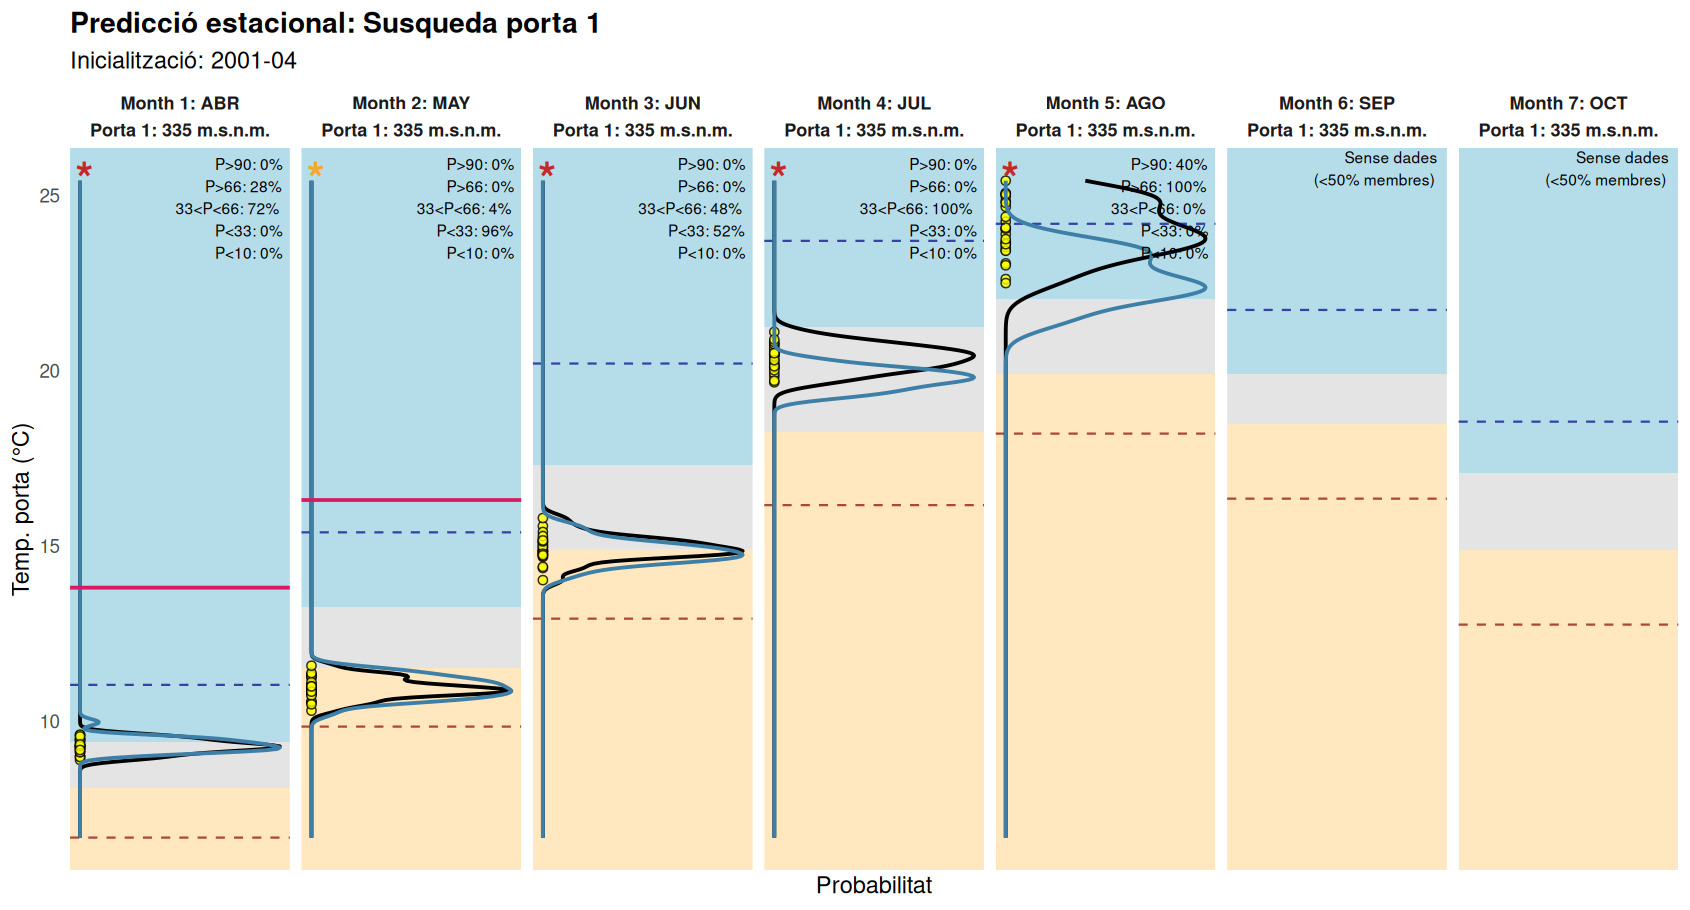 Predicció estacional: Susqueda porta 1
Inicialització: 2001-04
Month 1: ABR
Porta 1: 335 m.s.n.m.
Month 2: MAY
Porta 1: 335 m.s.n.m.
Month 3: JUN
Porta 1: 335 m.s.n.m.
Month 4: JUL
Porta 1: 335 m.s.n.m.
Month 5: AGO
Porta 1: 335 m.s.n.m.
Month 6: SEP
Porta 1: 335 m.s.n.m.
Month 7: OCT
Porta 1: 335 m.s.n.m.
*
P>90: 0%
P>66: 28%
33<P<66: 72%
P<33: 0%
P<10: 0%
*
P>90: 0%
P>66: 0%
33<P<66: 4%
P<33: 96%
P<10: 0%
*
P>90: 0%
P>66: 0%
33<P<66: 48%
P<33: 52%
P<10: 0%
*
P>90: 0%
P>66: 0%
33<P<66: 100%
P<33: 0%
P<10: 0%
*
P>90: 40%
P>66: 100%
33<P<66: 0%
P<33: 0%
P<10: 0%
Sense dades
(<50% membres)
Sense dades
(<50% membres)
25
20
15
10
Temp. porta (°C)
Probabilitat